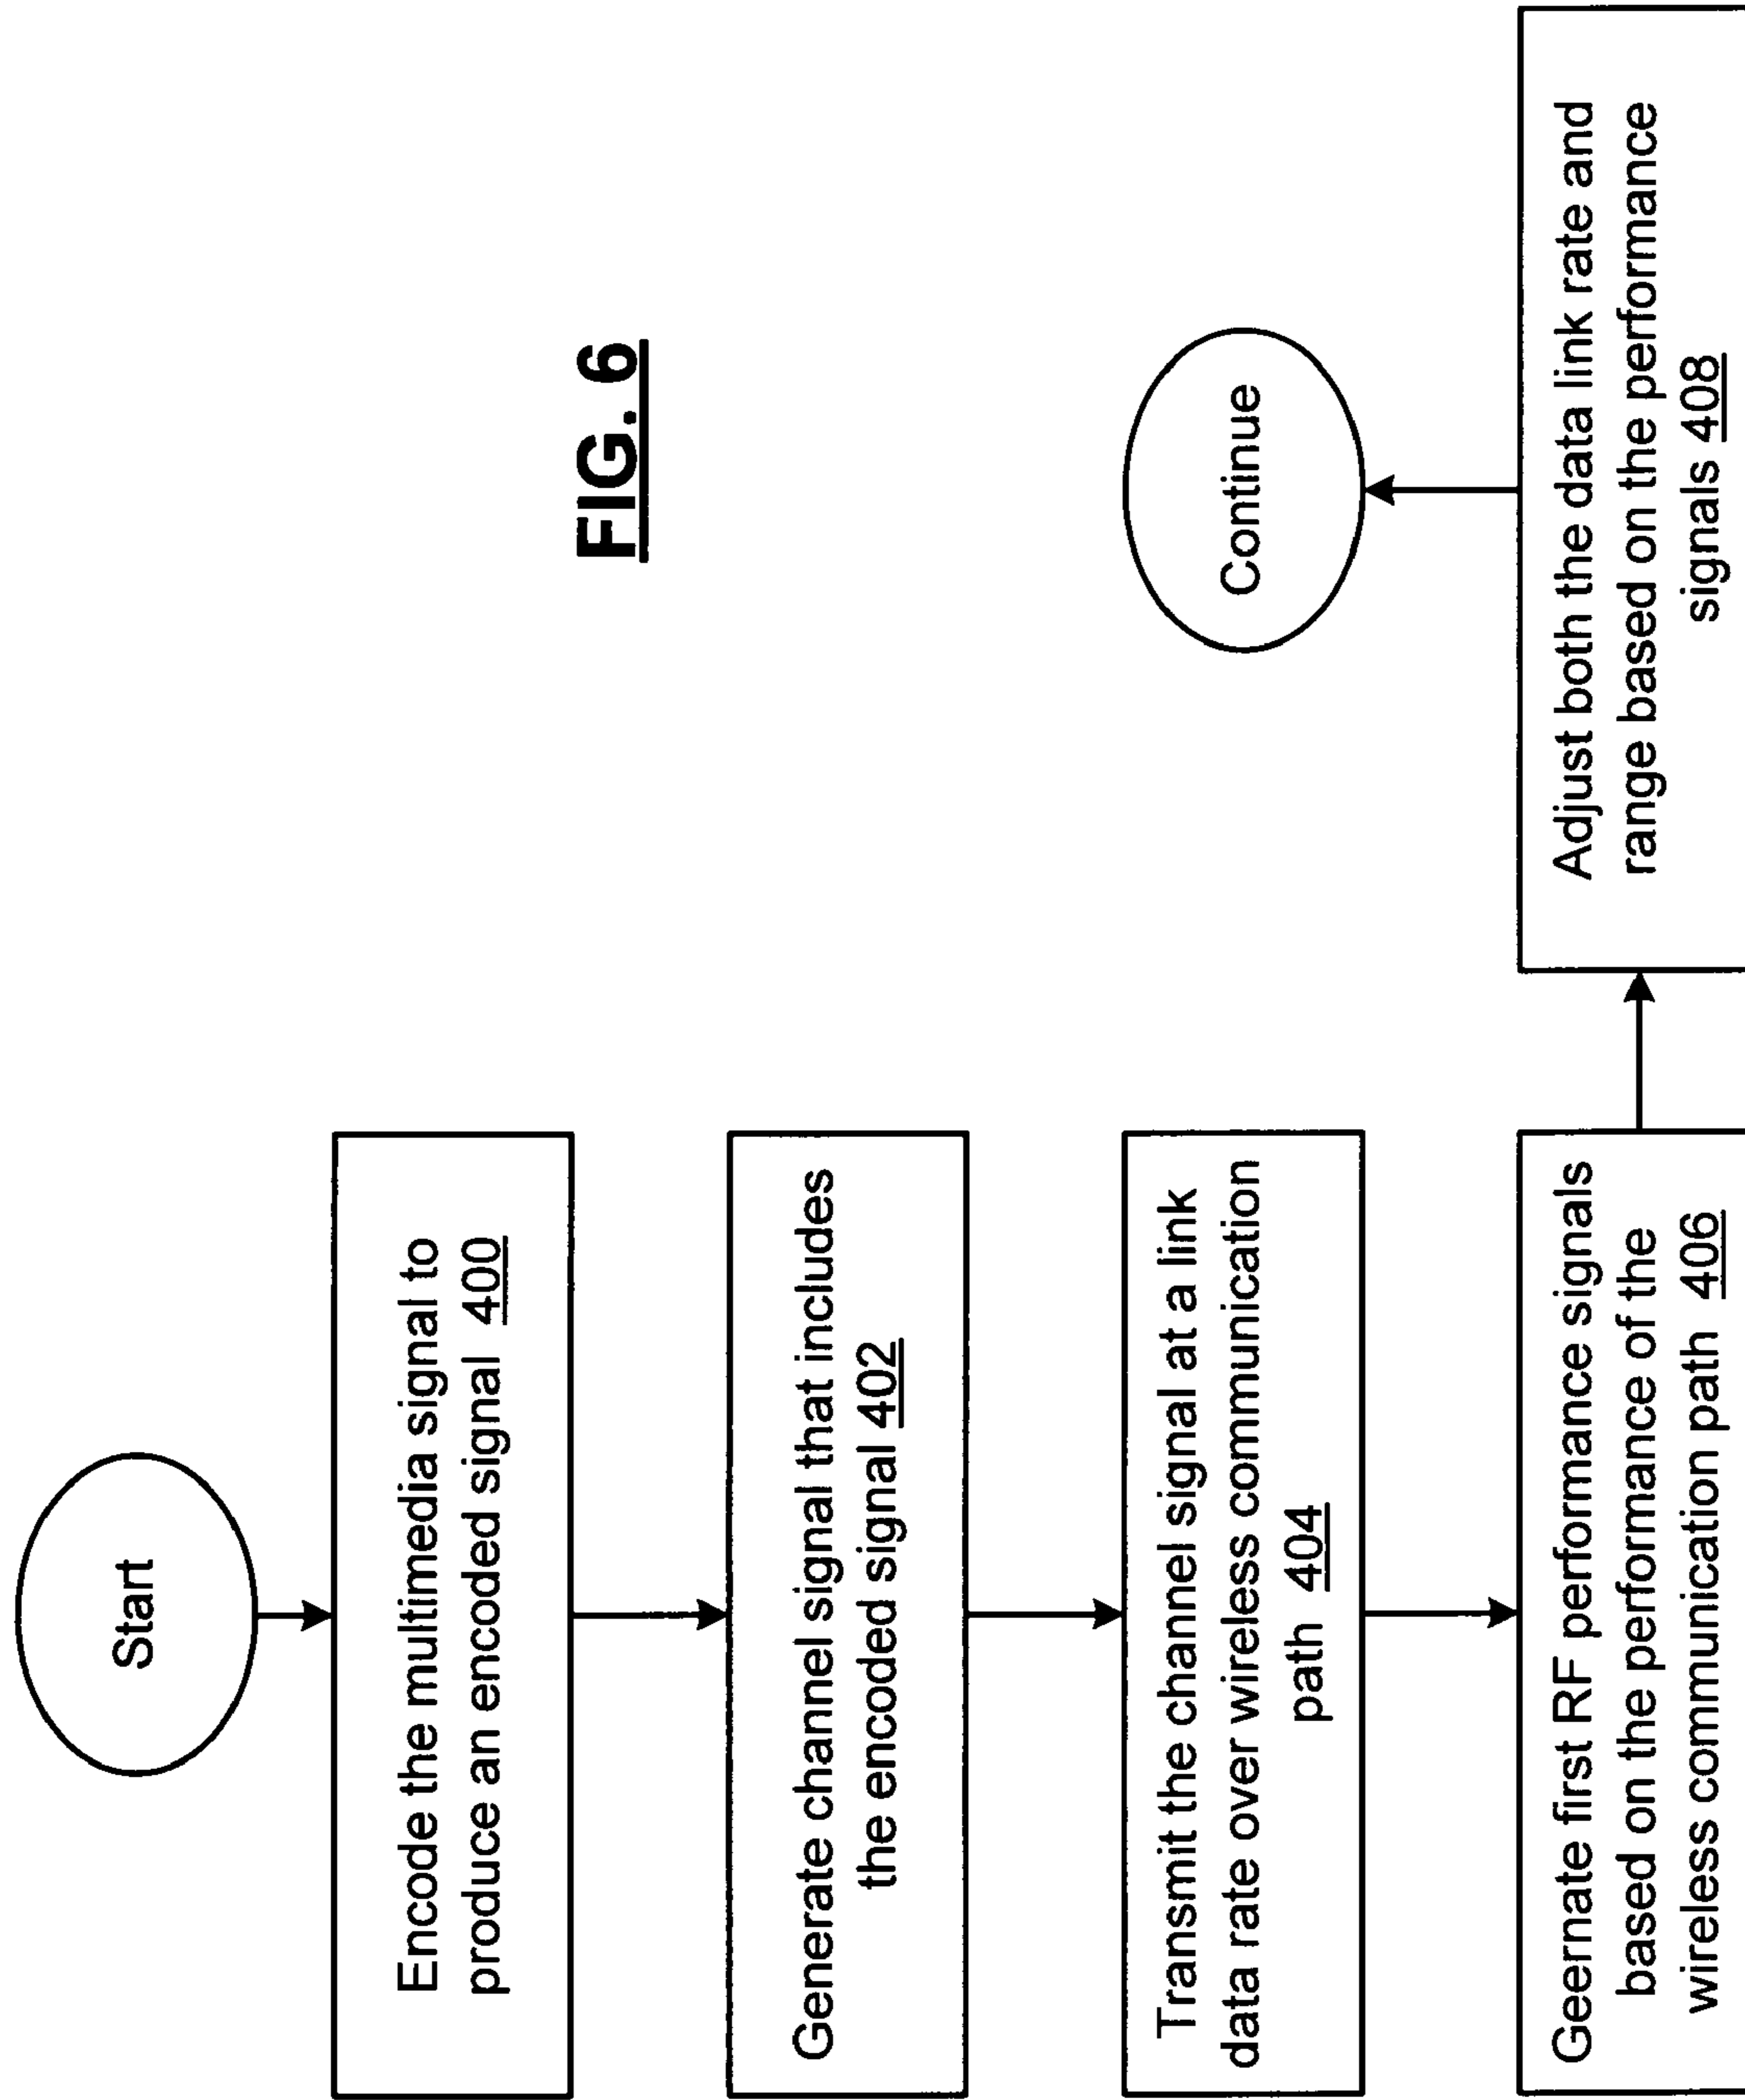 Start
Encode the multimedia signal to
produce an encoded signal 400
Generate channel signal that includes
the encoded signal 402
Transmit the channel signal at a link
data rate over wireless communication
path 404
Geernate first RF performance signals
based on the performance of the
wireless communication path 406
Adjust both the data link rate and
range based on the performance
signals 408
Continue
FIG. 6